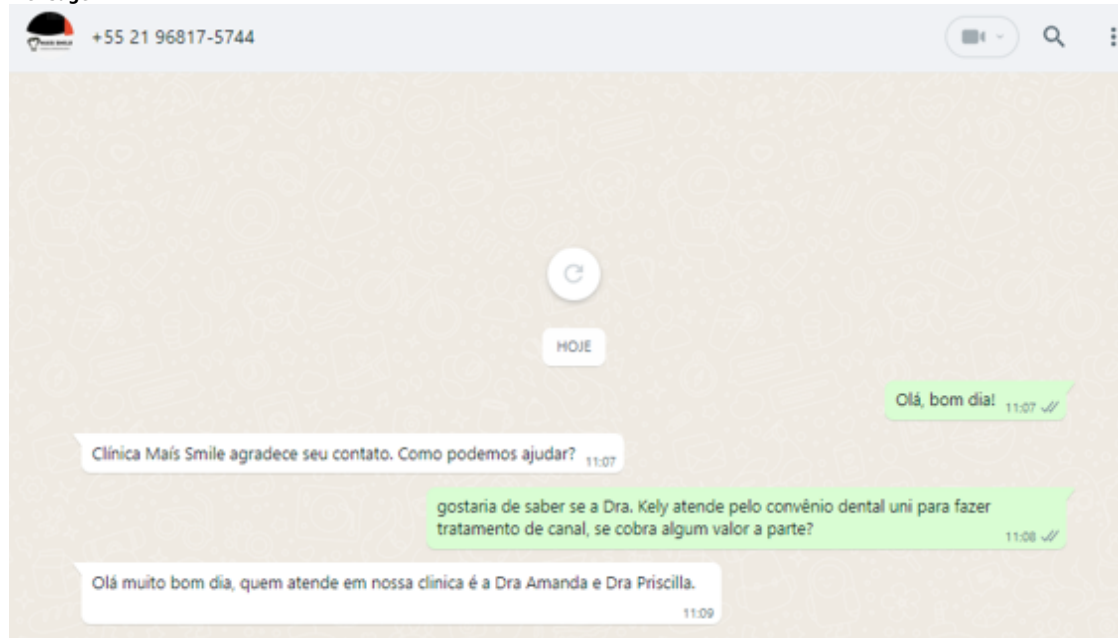 +55 21 96817-5744
HOJE
Olá, bom dia! 11:07
Clínica Maís Smile agradece seu contato. Como podemos ajudar? 11:07
gostaria de saber se a Dra. Kely atende pelo convênio dental uni para fazer
tratamento de canal, se cobra algum valor a parte? 11:08
Olá muito bom dia, quem atende em nossa clinica é a Dra Amanda e Dra Priscilla.
11:09